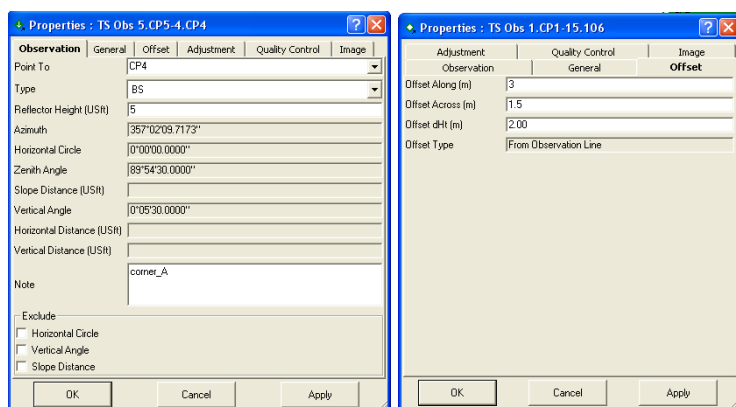 Properties : TS Obs 5.CP5-4.CP4
Observation General Offset Adjustment Quality Control Image
Point To CP4
Type BS
Reflector Height (USft) 5
Azimuth 357°02'09.7173"
Horizontal Circle 0°00'00.0000"
Zenith Angle 89°54'30.0000"
Slope Distance (USft)
Vertical Angle 0°05'30.0000"
Horizontal Distance (USft)
Vertical Distance (USft)
Note corner_A
Exclude
Horizontal Circle
Vertical Angle
Slope Distance
OK Cancel Apply
Properties : TS Obs 1.CP1-15.106
Adjustment Quality Control Image
Observation General Offset
Offset Along (m) 3
Offset Across (m) 1.5
Offset dHt (m) 2.00
Offset Type From Observation Line
OK Cancel Apply